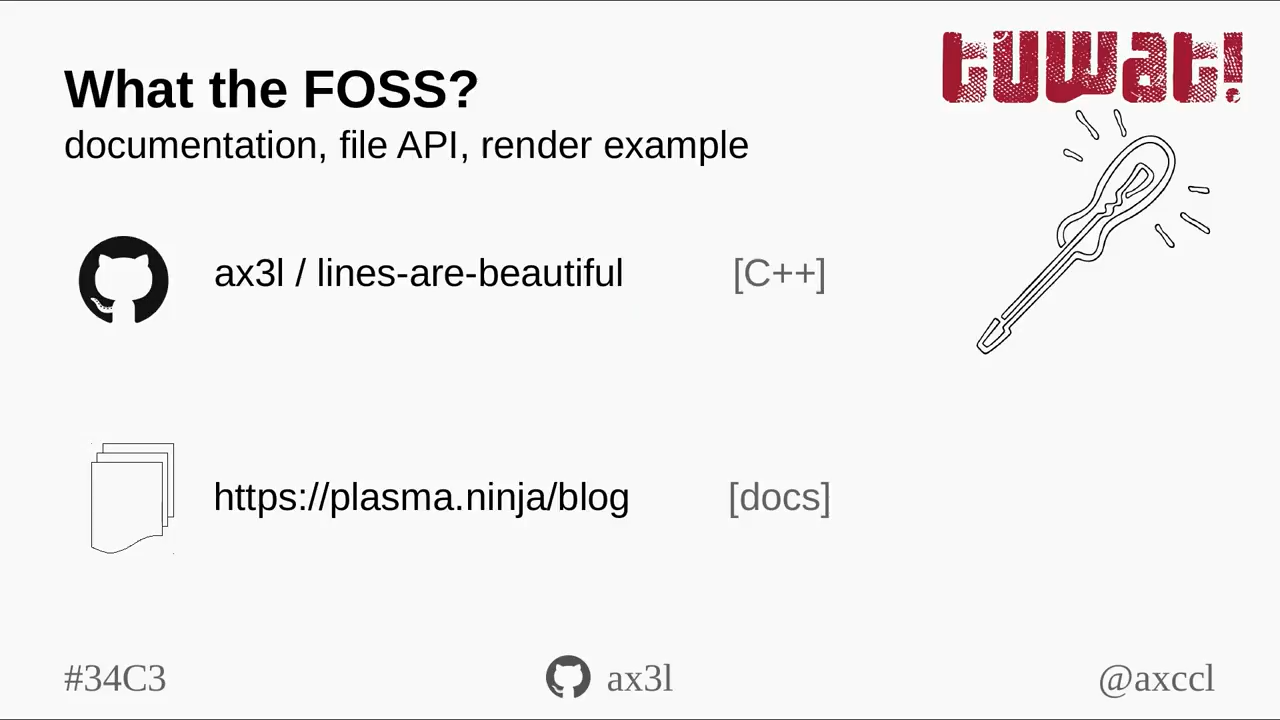 tuwat!
What the FOSS?
documentation, file API, render example
ax3l / lines-are-beautiful [C++]
https://plasma.ninja/blog [docs]
#34C3 ax3l @axccl